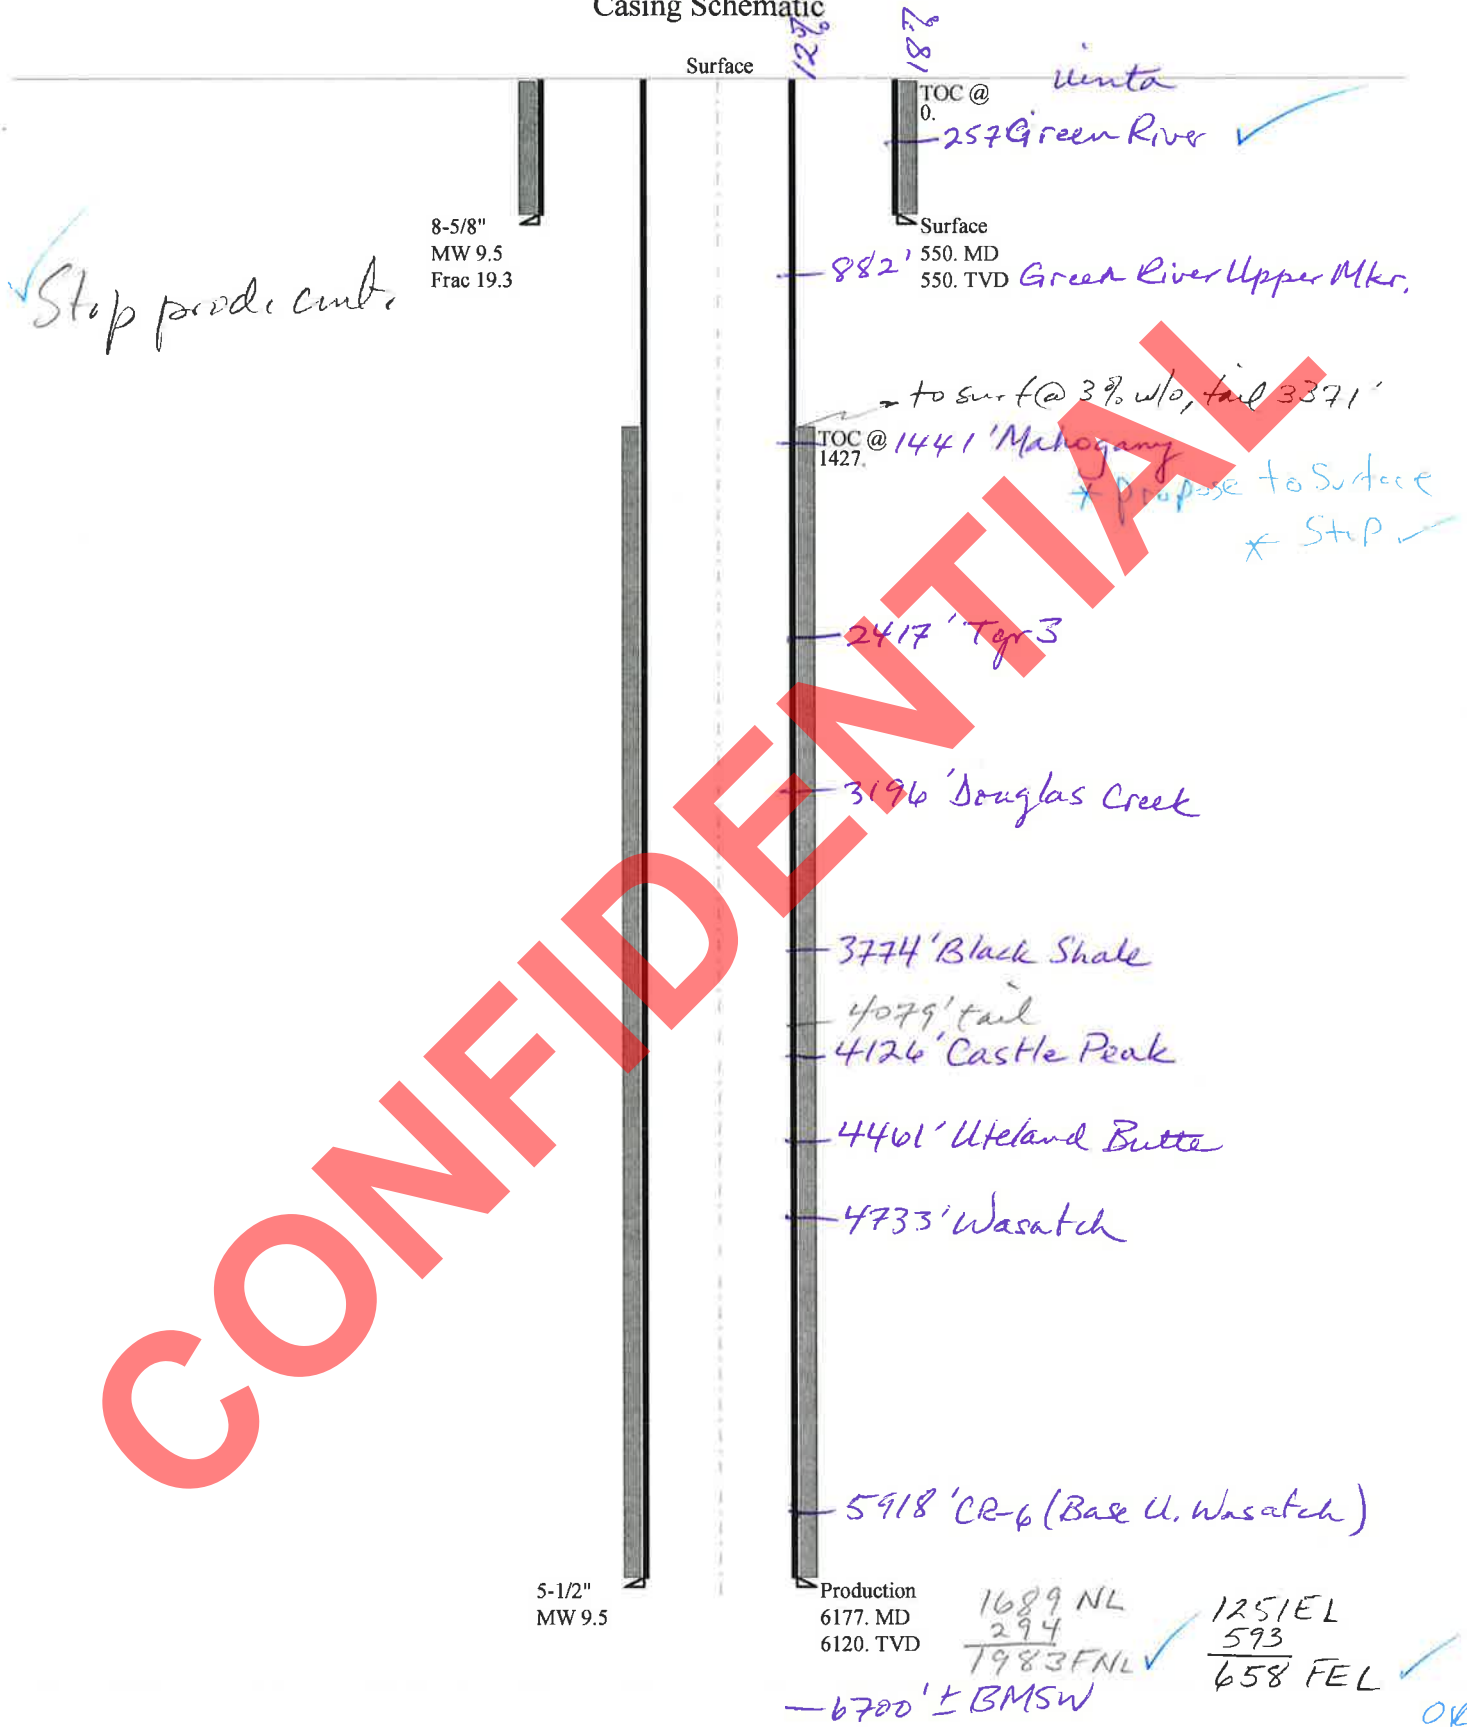 Casing Schematic
12%
18%
Surface
Uinta
TOC @
0.
257 Green River
8-5/8"
MW 9.5
Frac 19.3
Surface
550. MD
550. TVD
882' Green River Upper Mkr.
Stop prod. cmt.
to surf @ 3% w/o, tail 3371'
TOC @
1427.
1441' Mahogany
* propose to Surface
* Stop
2417' Tgr 3
3196' Douglas Creek
3774' Black Shale
4079' tail
4126' Castle Peak
4461' Uteland Butte
4733' Wasatch
5918' CR-6 (Base U. Wasatch)
5-1/2"
MW 9.5
Production
6177. MD
6120. TVD
1689 NL
294
1983 FNL
1251 EL
593
658 FEL
OK
6700' ± BMSW
CONFIDENTIAL